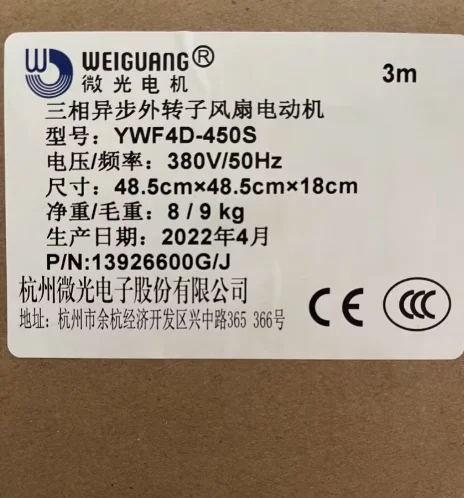 WEIGUANG®
微光电机
3m
三相异步外转子风扇电动机
型号：YWF4D-450S
电压/频率：380V/50Hz
尺寸：48.5cm×48.5cm×18cm
净重/毛重：8 / 9 kg
生产日期：2022年4月
P/N:13926600G/J
杭州微光电子股份有限公司
地址：杭州市余杭经济开发区兴中路365 366号
CE
CCC